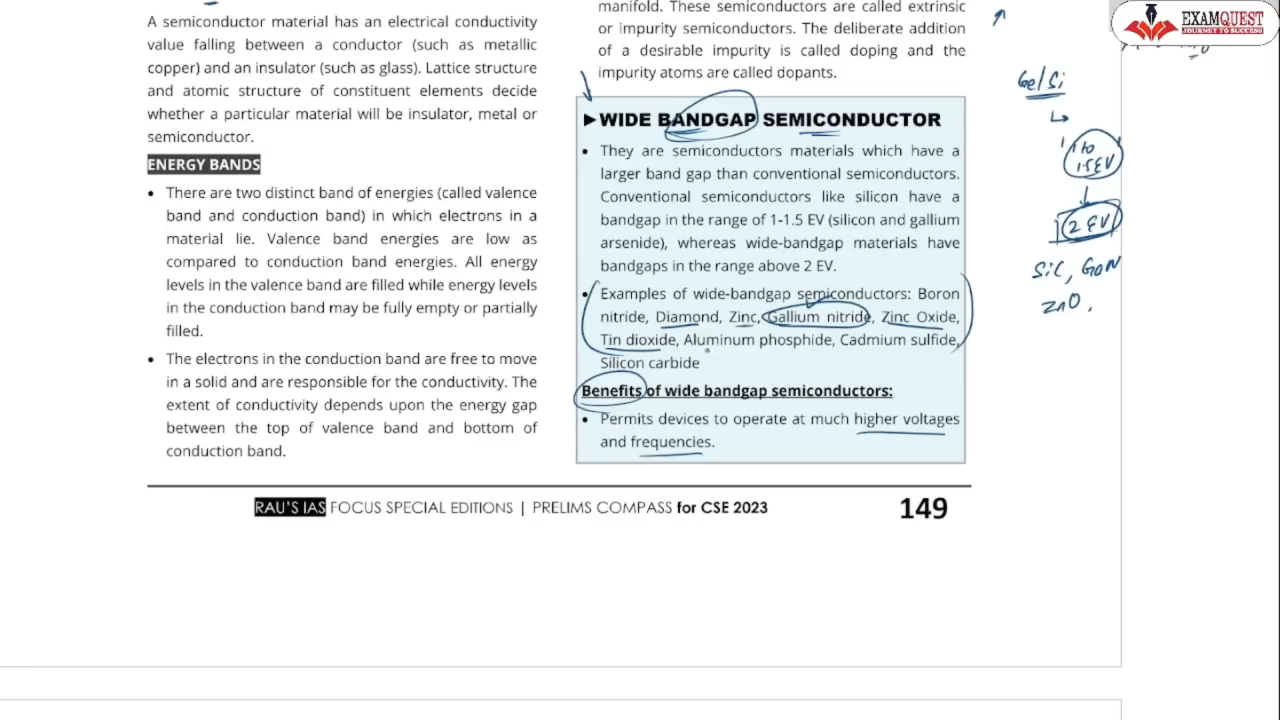 A semiconductor material has an electrical conductivity
value falling between a conductor (such as metallic
copper) and an insulator (such as glass). Lattice structure
and atomic structure of constituent elements decide
whether a particular material will be insulator, metal or
semiconductor.
ENERGY BANDS
• There are two distinct band of energies (called valence
band and conduction band) in which electrons in a
material lie. Valence band energies are low as
compared to conduction band energies. All energy
levels in the valence band are filled while energy levels
in the conduction band may be fully empty or partially
filled.
• The electrons in the conduction band are free to move
in a solid and are responsible for the conductivity. The
extent of conductivity depends upon the energy gap
between the top of valence band and bottom of
conduction band.
manifold. These semiconductors are called extrinsic
or impurity semiconductors. The deliberate addition
of a desirable impurity is called doping and the
impurity atoms are called dopants.
►WIDE BANDGAP SEMICONDUCTOR
• They are semiconductors materials which have a
larger band gap than conventional semiconductors.
Conventional semiconductors like silicon have a
bandgap in the range of 1-1.5 EV (silicon and gallium
arsenide), whereas wide-bandgap materials have
bandgaps in the range above 2 EV.
• Examples of wide-bandgap semiconductors: Boron
nitride, Diamond, Zinc, Gallium nitride, Zinc Oxide,
Tin dioxide, Aluminum phosphide, Cadmium sulfide,
Silicon carbide
Benefits of wide bandgap semiconductors:
• Permits devices to operate at much higher voltages
and frequencies.
RAU'S IAS FOCUS SPECIAL EDITIONS | PRELIMS COMPASS for CSE 2023
149
EXAMQUEST
JOURNEY TO SUCCESS
Ge/Si
1 to
1.5 EV
2 EV
SiC, GaN
ZnO.